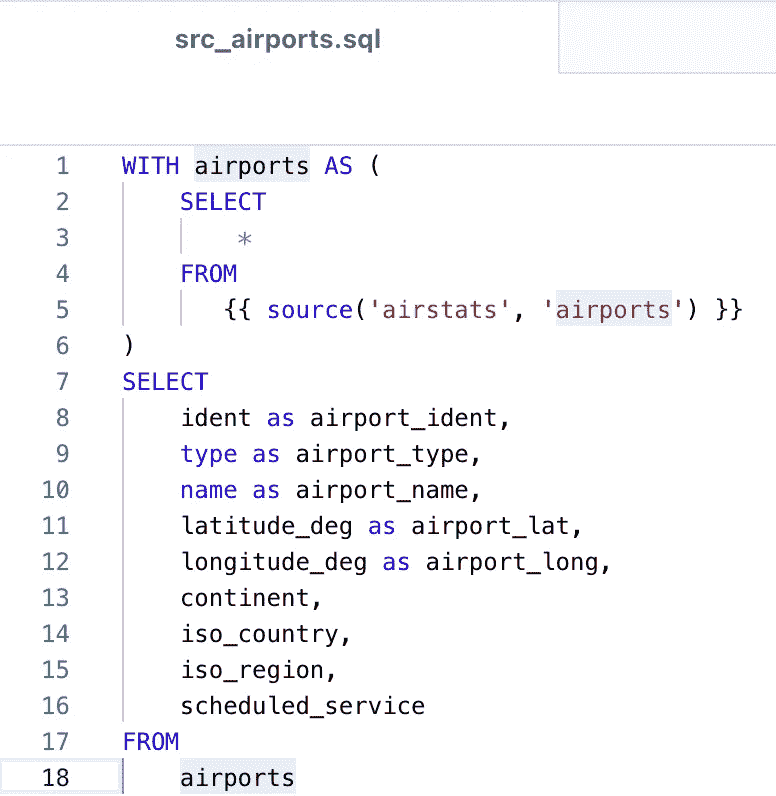 src_airports.sql
1 WITH airports AS (
2 SELECT
3 *
4 FROM
5 {{ source('airstats', 'airports') }}
6 )
7 SELECT
8 ident as airport_ident,
9 type as airport_type,
10 name as airport_name,
11 latitude_deg as airport_lat,
12 longitude_deg as airport_long,
13 continent,
14 iso_country,
15 iso_region,
16 scheduled_service
17 FROM
18 airports